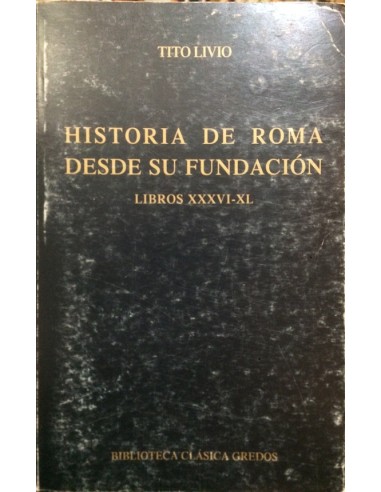 TITO LIVIO
HISTORIA DE ROMA
DESDE SU FUNDACIÓN
LIBROS XXXVI-XL
BIBLIOTECA CLÁSICA GREDOS